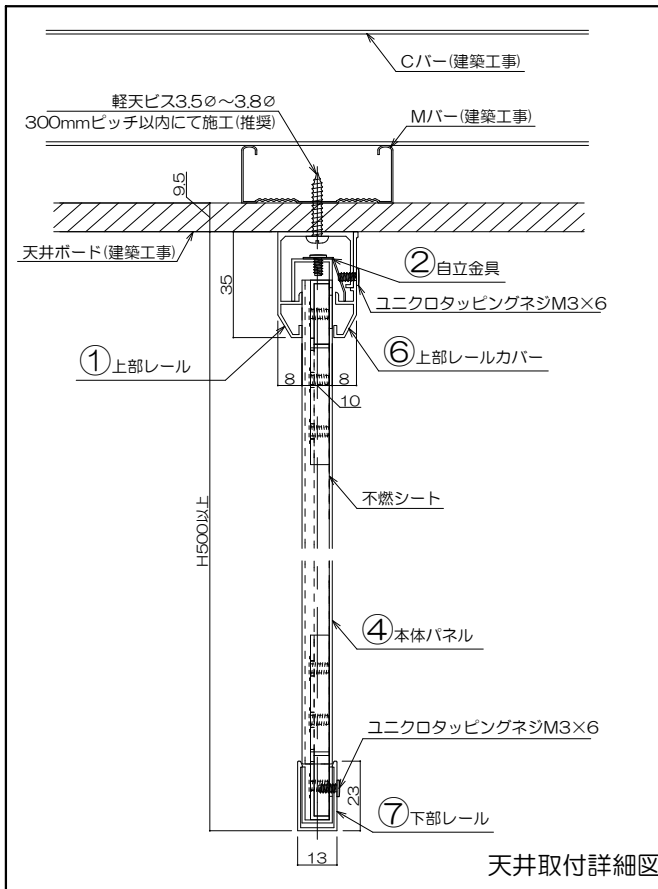 Cバー(建築工事)
軽天ビス3.5∅～3.8∅
300mmピッチ以内にて施工(推奨)
Mバー(建築工事)
9.5
天井ボード(建築工事)
②自立金具
35
ユニクロタッピングネジM3×6
①上部レール
⑥上部レールカバー
8
8
10
不燃シート
H500以上
④本体パネル
ユニクロタッピングネジM3×6
23
⑦下部レール
13
天井取付詳細図